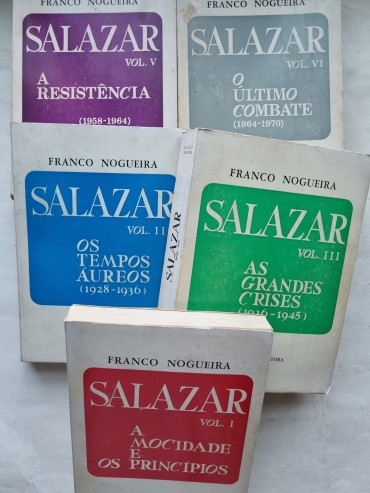 FRANCO NOGUEIRA
SALAZAR
VOL. V
A
RESISTÊNCIA
(1958-1964)
FRANCO NOGUEIRA
SALAZAR
VOL. VI
O
ÚLTIMO
COMBATE
(1964-1970)
FRANCO NOGUEIRA
SALAZAR
VOL. II
OS
TEMPOS
ÁUREOS
(1928-1936)
SALAZAR
FRANCO NOGUEIRA
SALAZAR
VOL. III
AS
GRANDES
CRISES
(1936-1945)
FRANCO NOGUEIRA
SALAZAR
VOL. I
A
MOCIDADE
E
OS PRINCÍPIOS